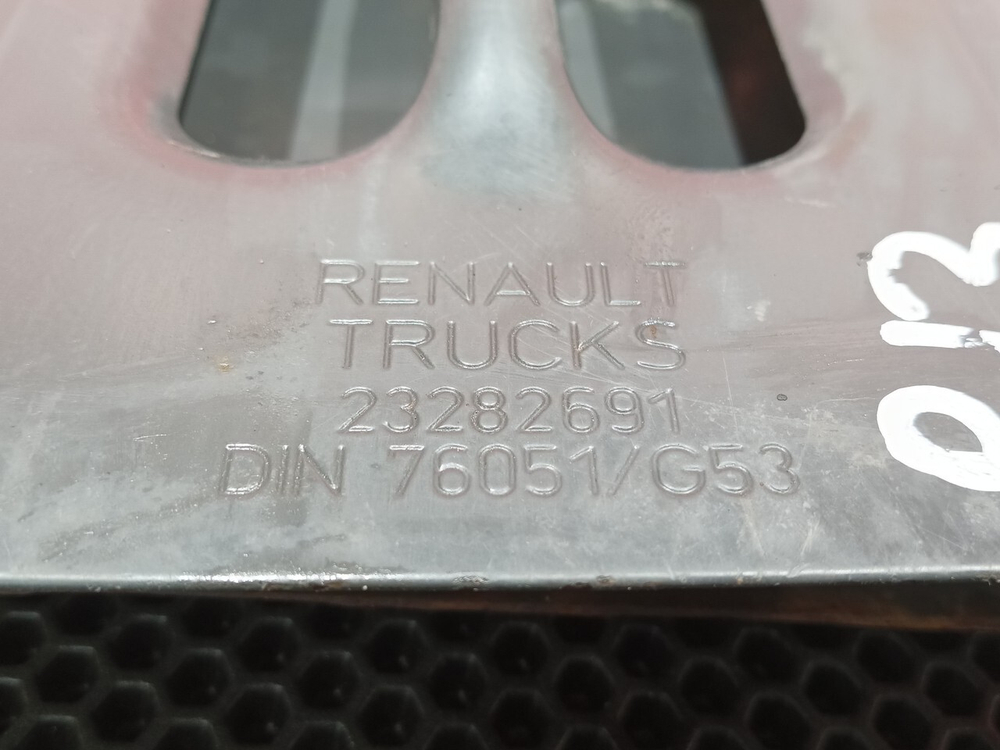 RENAULT
TRUCKS
23282691
DIN 76051/G53